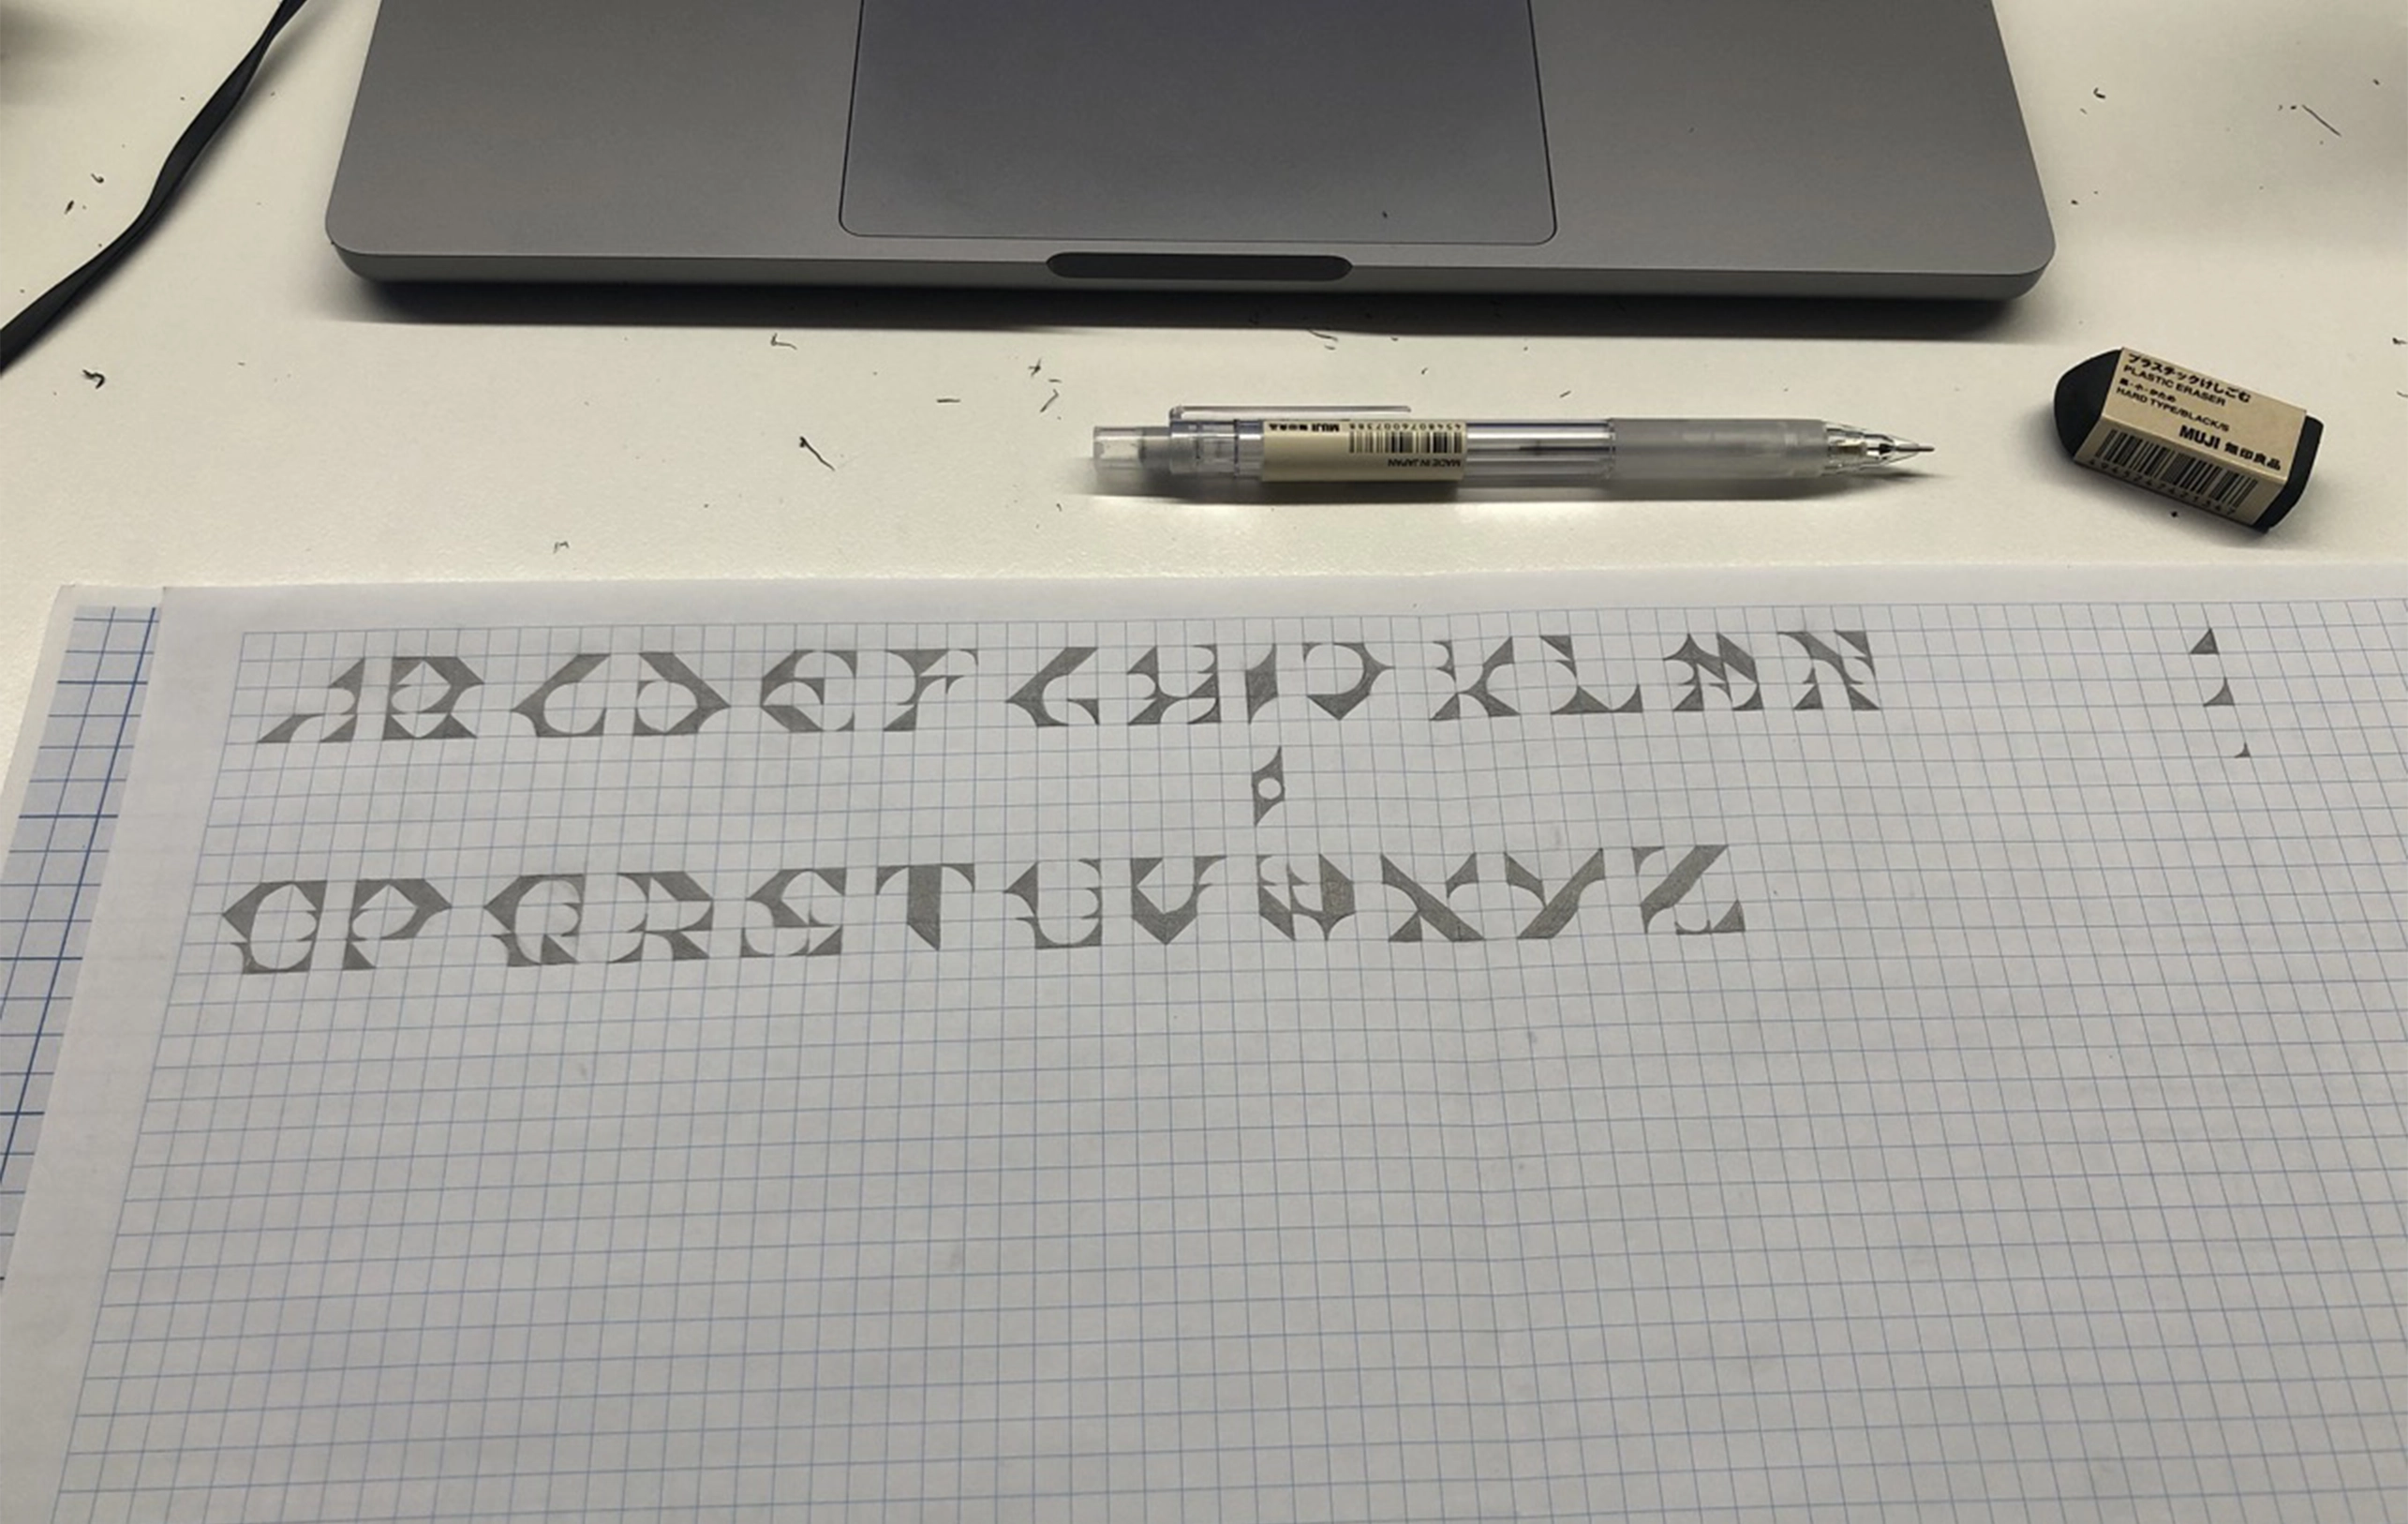 プラスチックけしごむ
PLASTIC ERASER
黒・小・かため
HARD TYPE/BLACK/S
MUJI 無印良品
MUJI 無印良品
4548076007388
MADE IN JAPAN
ABCDEFGHIJKLMN
OPQRSTUVWXYZ